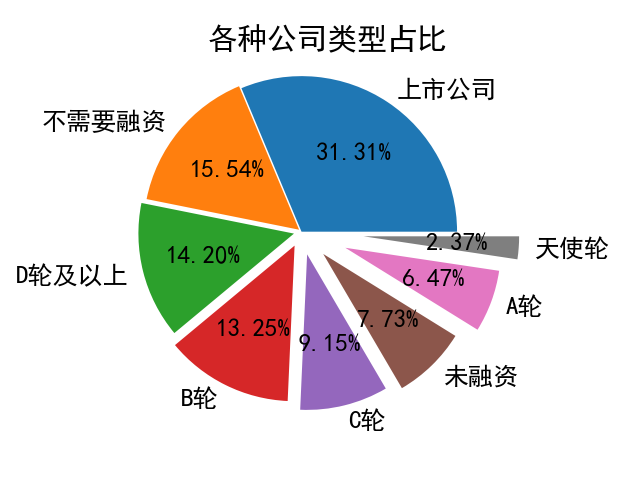 各种公司类型占比
上市公司
31.31%
不需要融资
15.54%
D轮及以上
14.20%
B轮
13.25%
C轮
9.15%
未融资
7.73%
A轮
6.47%
天使轮
2.37%